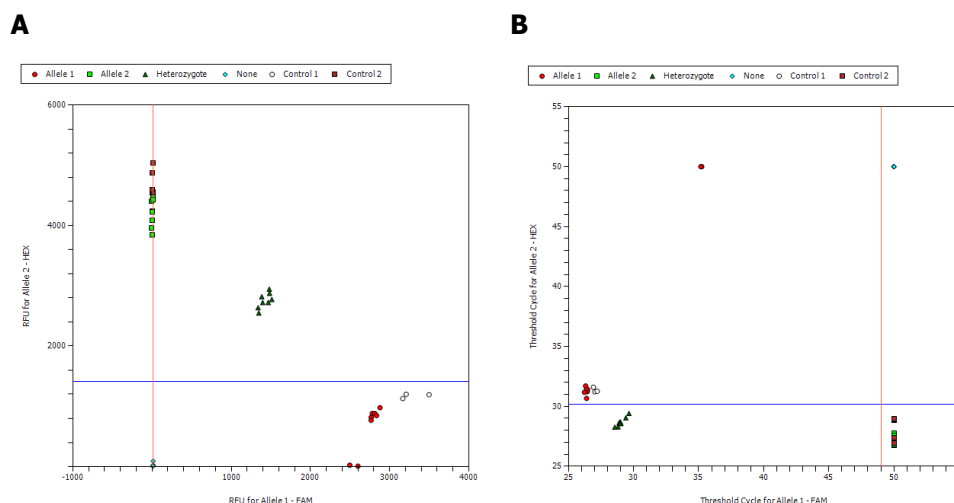 A
Allele 1 Allele 2 Heterozygote None Control 1 Control 2
6000
4000
2000
-1000 1000 2000 3000 4000
RFU for Allele 2 - HEX
RFU for Allele 1 - FAM
B
Allele 1 Allele 2 Heterozygote None Control 1 Control 2
55
50
45
40
35
30
25
25 30 35 40 45 50
Threshold Cycle for Allele 2 - HEX
Threshold Cycle for Allele 1 - FAM